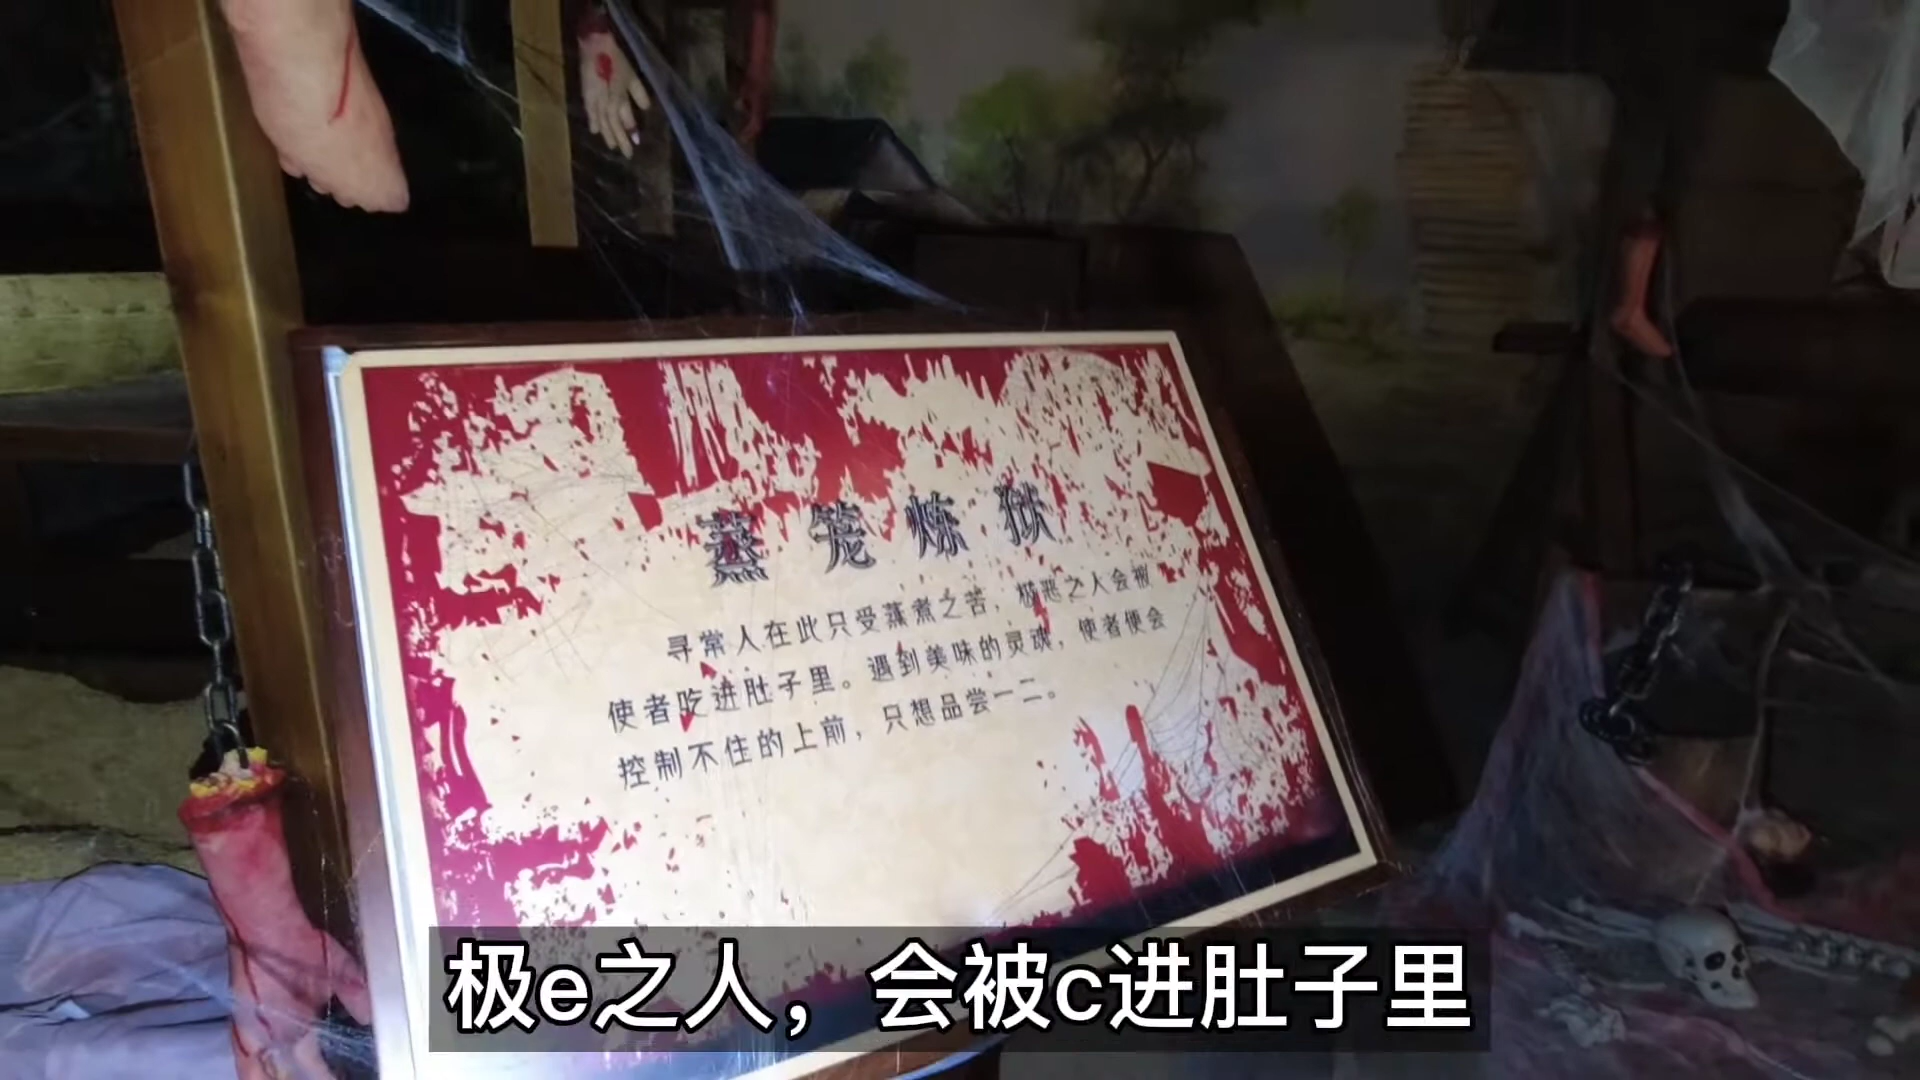 蒸笼炼狱
寻常人在此只受蒸煮之苦，极恶之人会被
使者吃进肚子里。遇到美味的灵魂，使者便会
控制不住的上前，只想品尝一二。
极e之人，会被c进肚子里